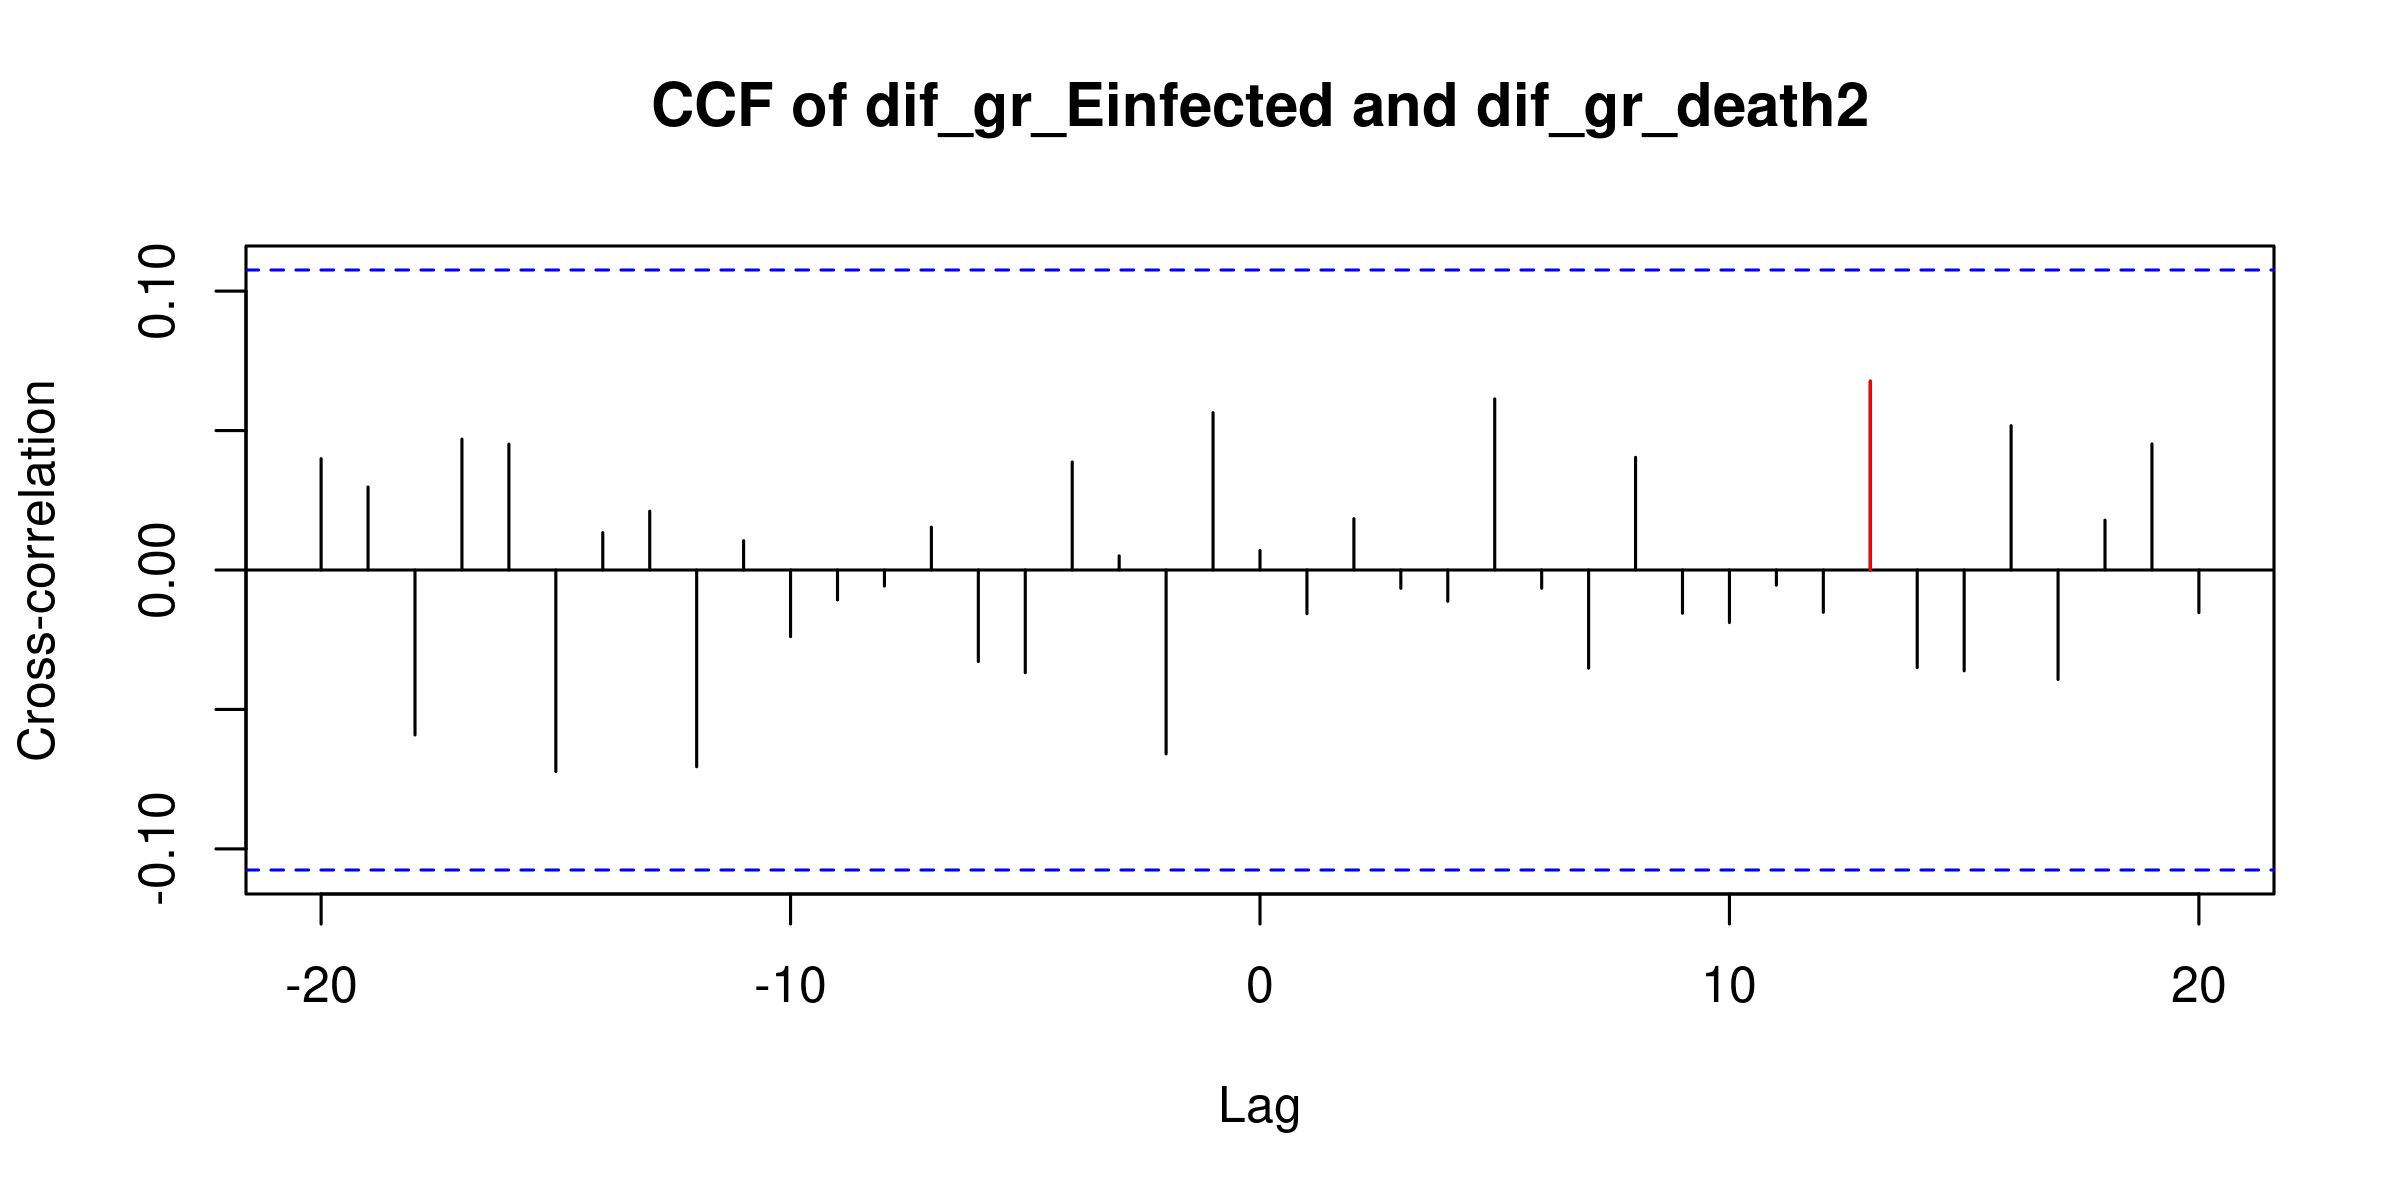 CCF of dif_gr_Einfected and dif_gr_death2
Cross-correlation
0.10
0.00
-0.10
-20
-10
0
10
20
Lag